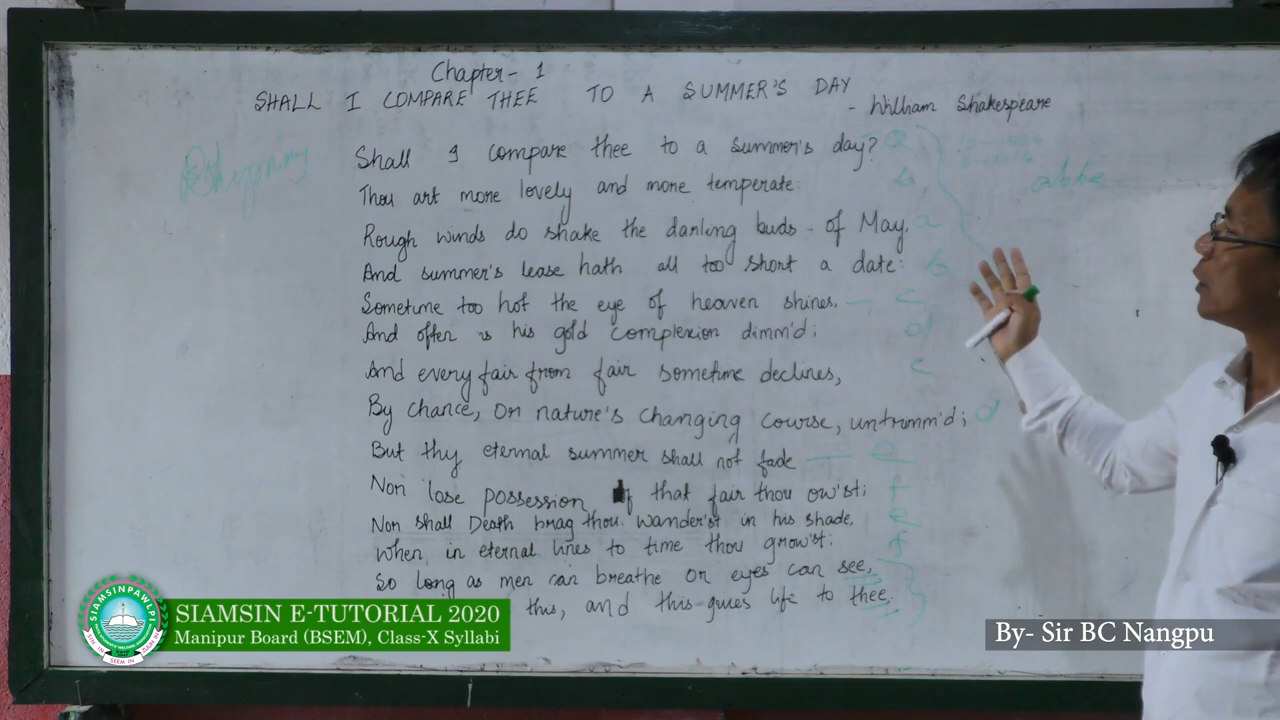 Chapter - 1
SHALL I COMPARE THEE TO A SUMMER'S DAY
- William Shakespeare
Rhyming
Shall I compare thee to a summer's day? a
Thou art more lovely and more temperate: b
abba
Rough winds do shake the darling buds - of May, a
And summer's lease hath all too short a date: b
Sometime too hot the eye of heaven shines, — c
And often is his gold complexion dimm'd; d
And every fair from fair sometime declines, c
By chance, or nature's changing course, untrimm'd; d
But thy eternal summer shall not fade — e
Nor lose possession of that fair thou ow'st; f
Nor shall Death brag thou wander'st in his shade, e
When in eternal lines to time thou grow'st: f
So long as men can breathe or eyes can see,
this, and this gives life to thee.
SIAMSINPAWLPI
SIAMSIN E-TUTORIAL 2020
Manipur Board (BSEM), Class-X Syllabi
By- Sir BC Nangpu